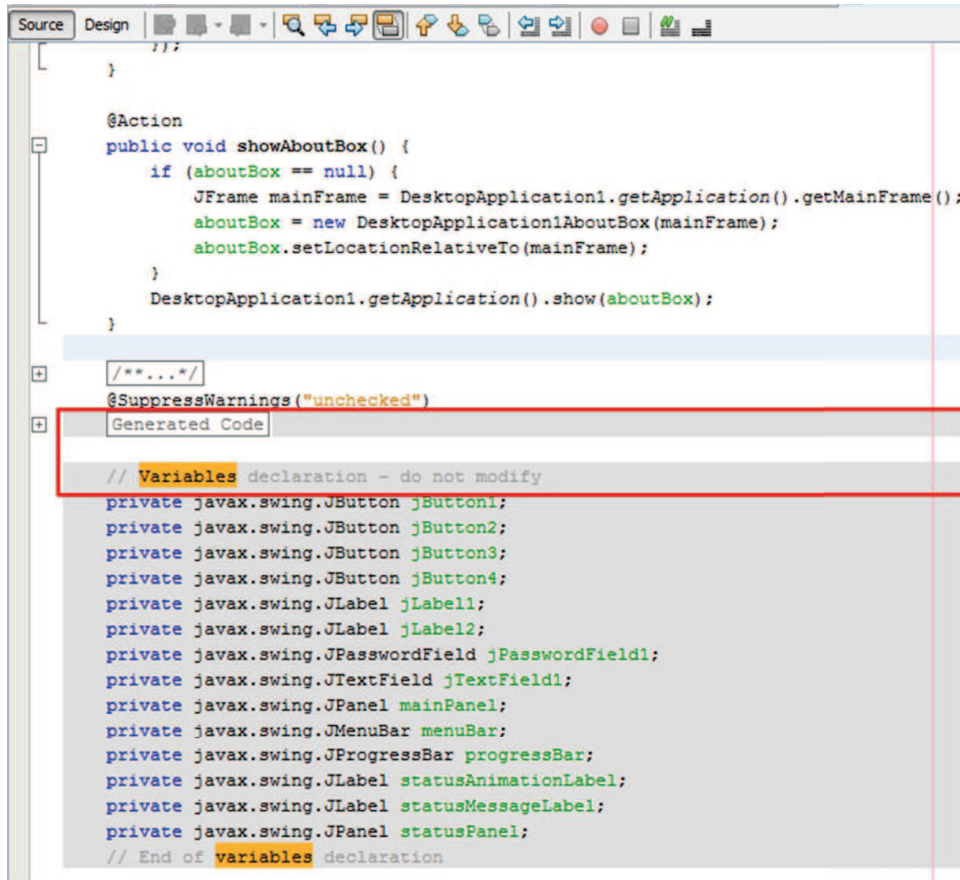 Source Design
});
}
@Action
public void showAboutBox() {
if (aboutBox == null) {
JFrame mainFrame = DesktopApplication1.getApplication().getMainFrame();
aboutBox = new DesktopApplication1AboutBox(mainFrame);
aboutBox.setLocationRelativeTo(mainFrame);
}
DesktopApplication1.getApplication().show(aboutBox);
}
/**...*/
@SuppressWarnings("unchecked")
Generated Code
// Variables declaration - do not modify
private javax.swing.JButton jButton1;
private javax.swing.JButton jButton2;
private javax.swing.JButton jButton3;
private javax.swing.JButton jButton4;
private javax.swing.JLabel jLabel1;
private javax.swing.JLabel jLabel2;
private javax.swing.JPasswordField jPasswordField1;
private javax.swing.JTextField jTextField1;
private javax.swing.JPanel mainPanel;
private javax.swing.JMenuBar menuBar;
private javax.swing.JProgressBar progressBar;
private javax.swing.JLabel statusAnimationLabel;
private javax.swing.JLabel statusMessageLabel;
private javax.swing.JPanel statusPanel;
// End of variables declaration